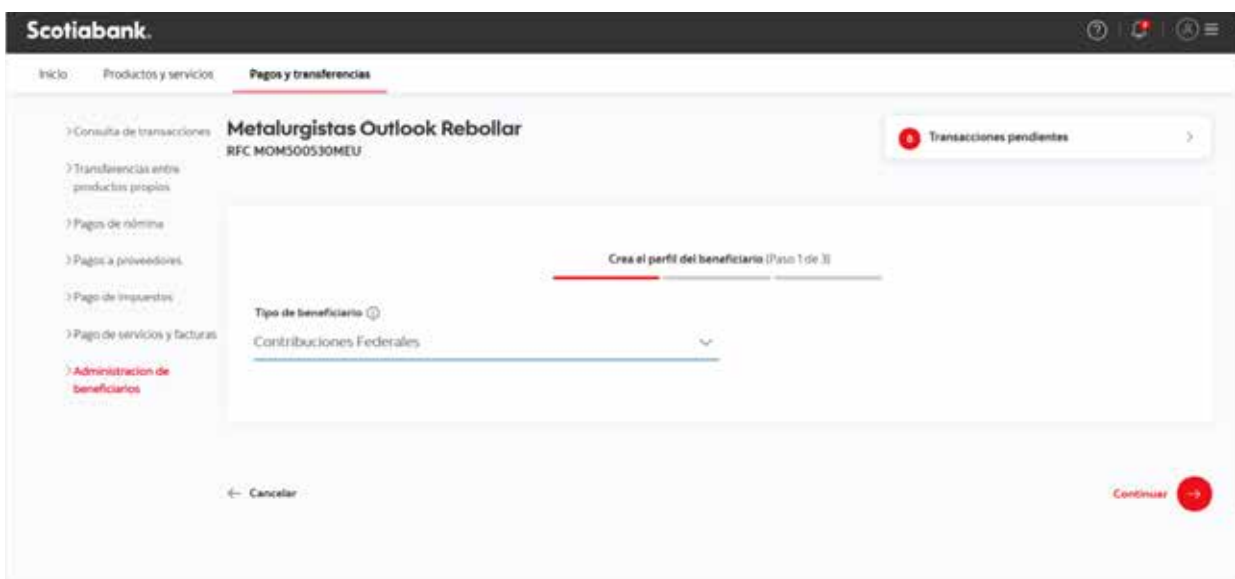 Scotiabank.
Inicio Productos y servicios Pagos y transferencias
> Consulta de transacciones
> Transferencias entre
productos propios
> Pagos de nómina
> Pagos a proveedores
> Pago de impuestos
> Pago de servicios y facturas
> Administracion de
beneficiarios
Metalurgistas Outlook Rebollar
RFC MOM500530MEU
Transacciones pendientes
Crea el perfil del beneficiario (Paso 1 de 3)
Tipo de beneficiario
Contribuciones Federales
← Cancelar
Continuar →